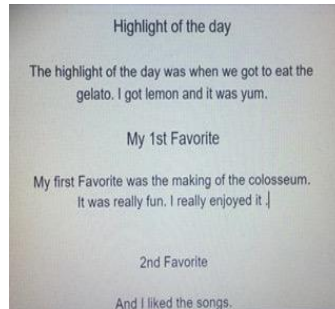 Highlight of the day
The highlight of the day was when we got to eat the
gelato. I got lemon and it was yum.
My 1st Favorite
My first Favorite was the making of the colosseum.
It was really fun. I really enjoyed it .
2nd Favorite
And I liked the songs.